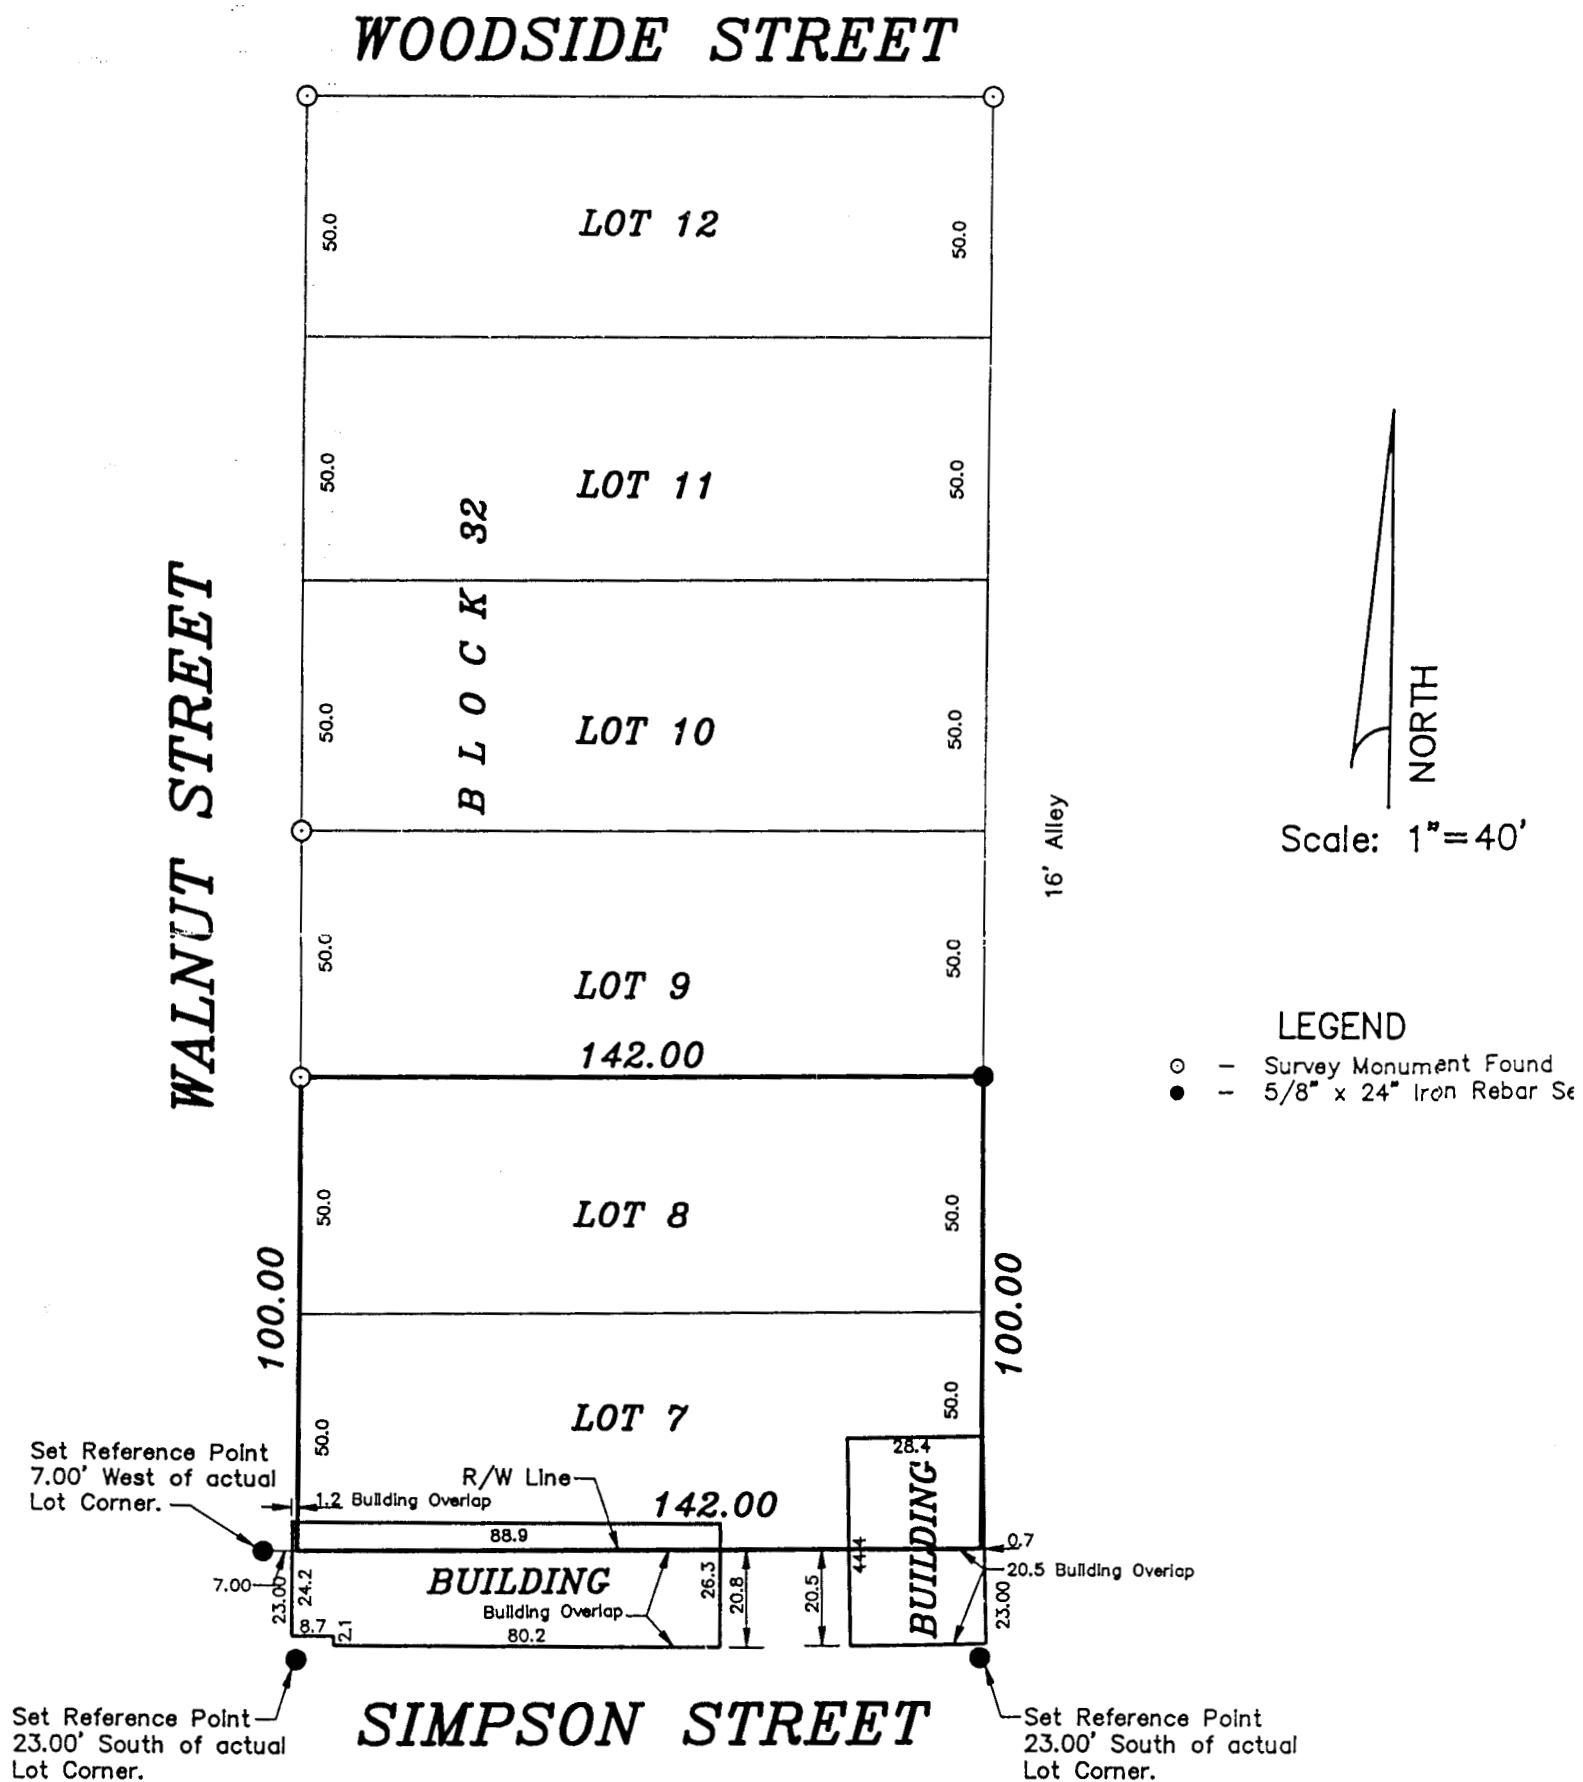 WOODSIDE STREET
50.0
LOT 12
50.0
50.0
LOT 11
50.0
BLOCK 32
WALNUT STREET
50.0
LOT 10
50.0
NORTH
Scale: 1"=40'
16' Alley
50.0
LOT 9
50.0
142.00
LEGEND
– Survey Monument Found
– 5/8" x 24" Iron Rebar
50.0
LOT 8
50.0
100.00
100.00
50.0
LOT 7
50.0
Set Reference Point
7.00' West of actual
Lot Corner.
R/W Line
1.2 Building Overlap
142.00
28.4
BUILDING
44.4
88.9
0.7
20.5 Building Overlap
7.00
23.00
24.2
BUILDING
Building Overlap
26.3
20.8
20.5
23.00
8.7
2.1
80.2
SIMPSON STREET
Set Reference Point
23.00' South of actual
Lot Corner.
Set Reference Point
23.00' South of actual
Lot Corner.